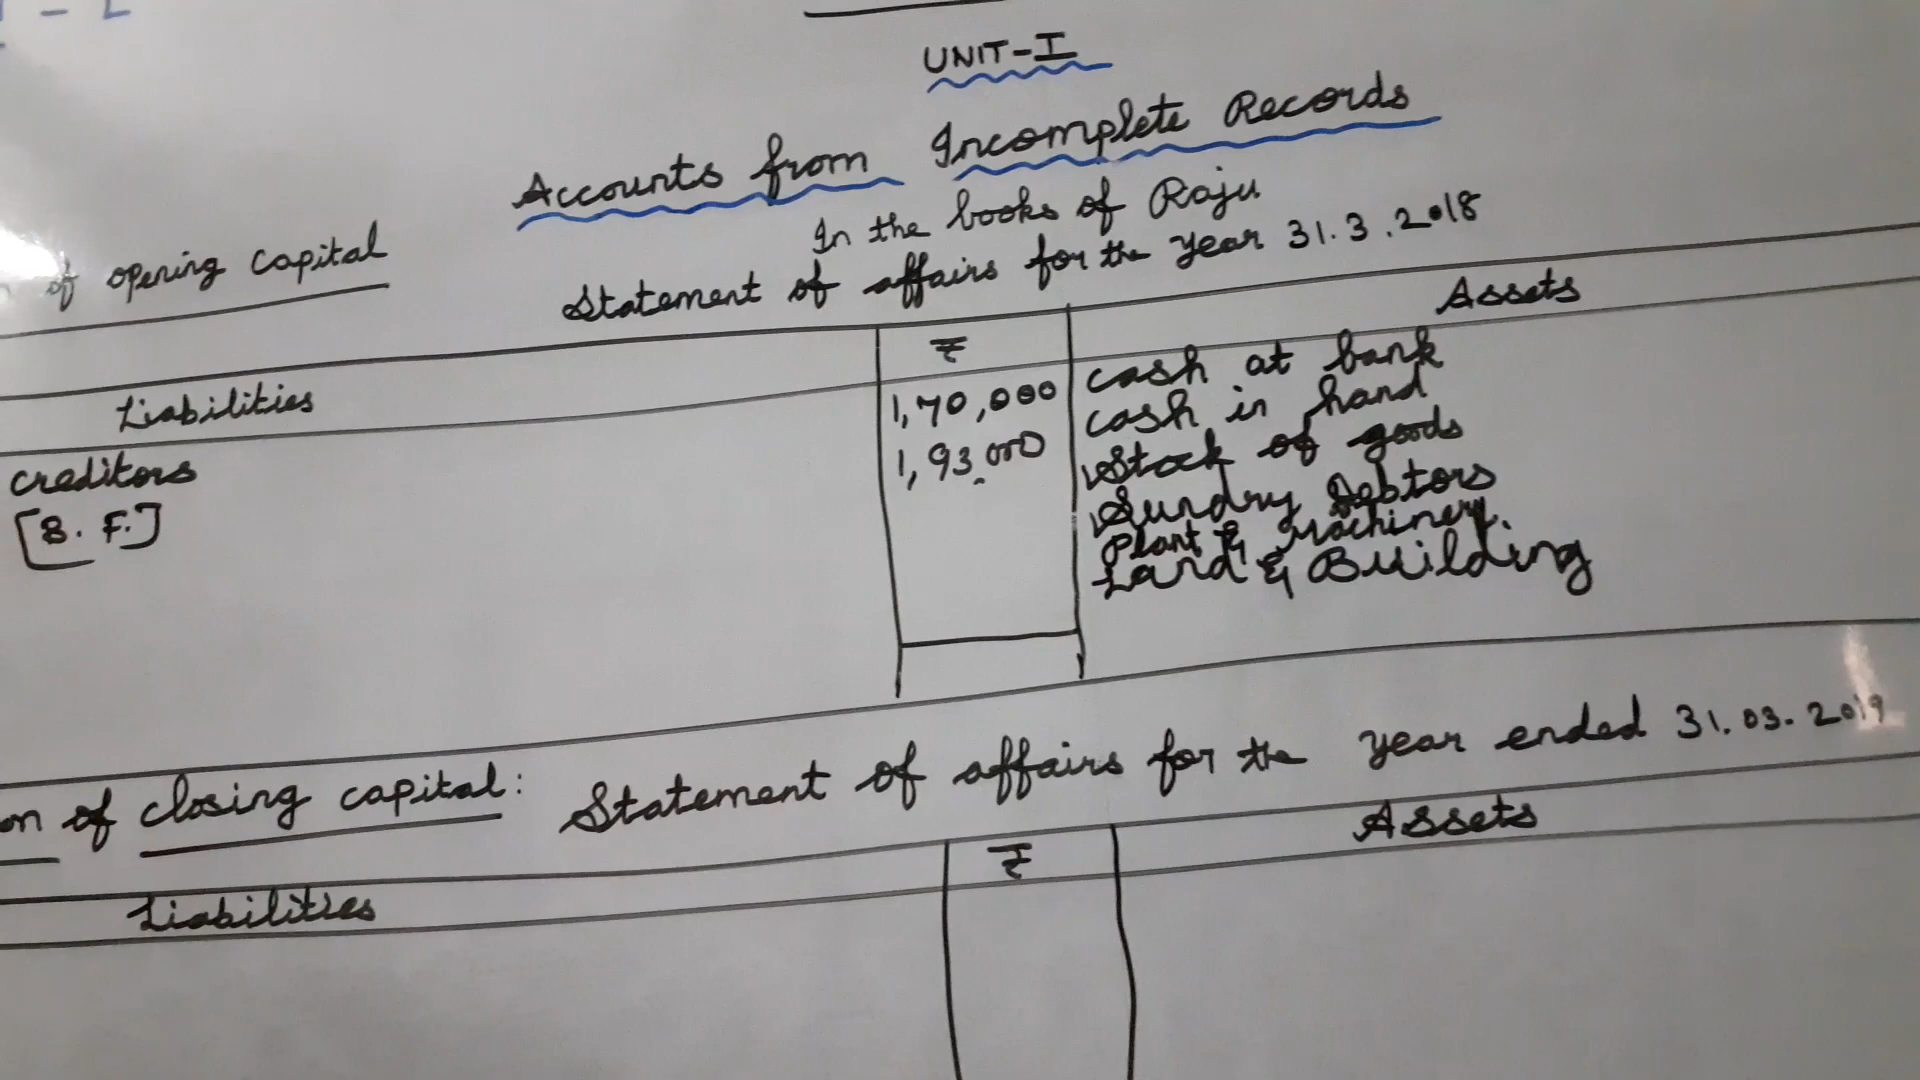 UNIT-I
Accounts from Incomplete Records
In the books of Raju
of opening capital
Statement of affairs for the year 31.3.2018
Liabilities ₹ Assets
creditors 1,70,000 cash at bank
[B. F.] 1,93,000 cash in hand
Stock of goods
Sundry Debtors
Plant & Machinery.
Land & Building
on of closing capital: Statement of affairs for the year ended 31.03.2019
Liabilities ₹ Assets